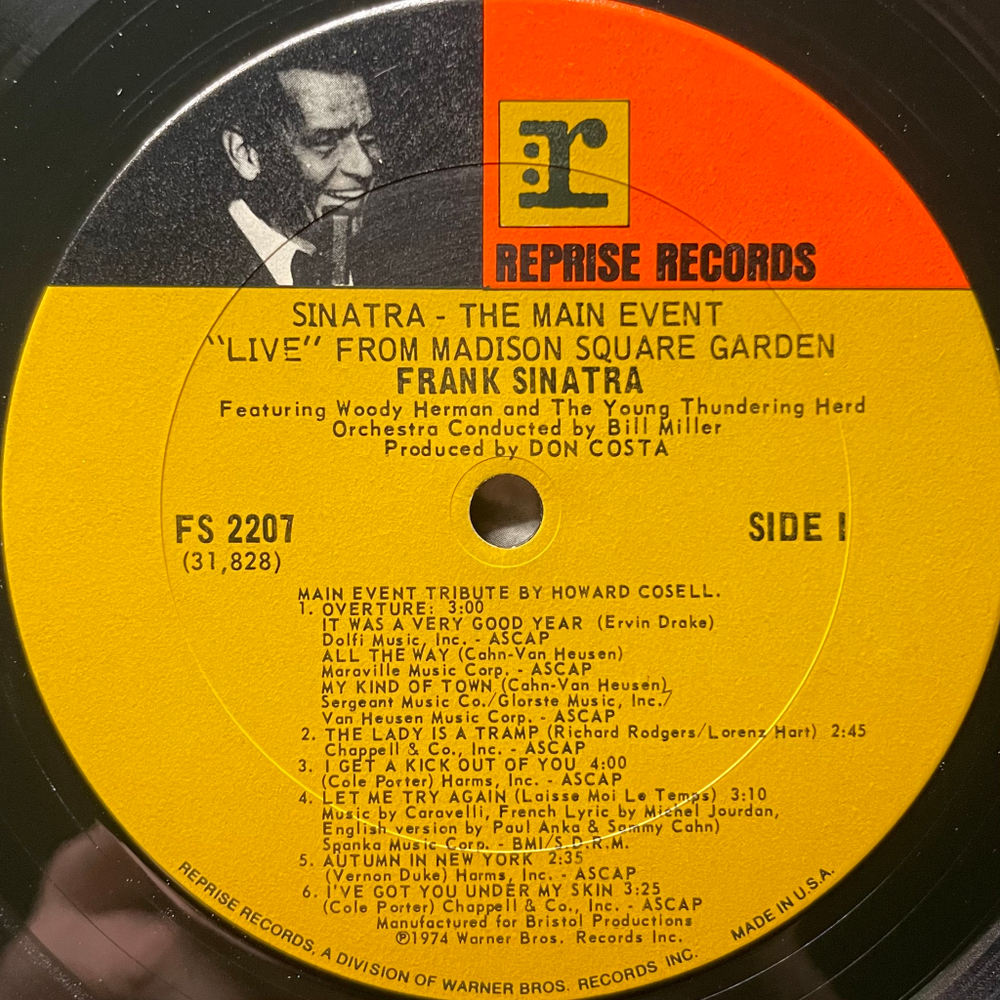 r
REPRISE RECORDS
SINATRA - THE MAIN EVENT
"LIVE" FROM MADISON SQUARE GARDEN
FRANK SINATRA
Featuring Woody Herman and The Young Thundering Herd
Orchestra Conducted by Bill Miller
Produced by DON COSTA
FS 2207
(31,828)
SIDE 1
MAIN EVENT TRIBUTE BY HOWARD COSELL.
1. OVERTURE: 3:00
IT WAS A VERY GOOD YEAR (Ervin Drake)
Dolfi Music, Inc. - ASCAP
ALL THE WAY (Cahn-Van Heusen)
Maraville Music Corp. - ASCAP
MY KIND OF TOWN (Cahn-Van Heusen)
Sergeant Music Co./Glorste Music, Inc./
Van Heusen Music Corp. - ASCAP
2. THE LADY IS A TRAMP (Richard Rodgers/Lorenz Hart) 2:45
Chappell & Co., Inc. - ASCAP
3. I GET A KICK OUT OF YOU 4:00
(Cole Porter) Harms, Inc. - ASCAP
4. LET ME TRY AGAIN (Laisse Moi Le Temps) 3:10
Music by Caravelli, French Lyric by Michel Jourdan,
English version by Paul Anka & Sammy Cahn)
Spanka Music Corp. - BMI/S.D.R.M.
5. AUTUMN IN NEW YORK 2:35
(Vernon Duke) Harms, Inc. - ASCAP
6. I'VE GOT YOU UNDER MY SKIN 3:25
(Cole Porter) Chappell & Co., Inc. - ASCAP
Manufactured for Bristol Productions
℗1974 Warner Bros. Records Inc.
REPRISE RECORDS, A DIVISION OF WARNER BROS. RECORDS INC. MADE IN U.S.A.